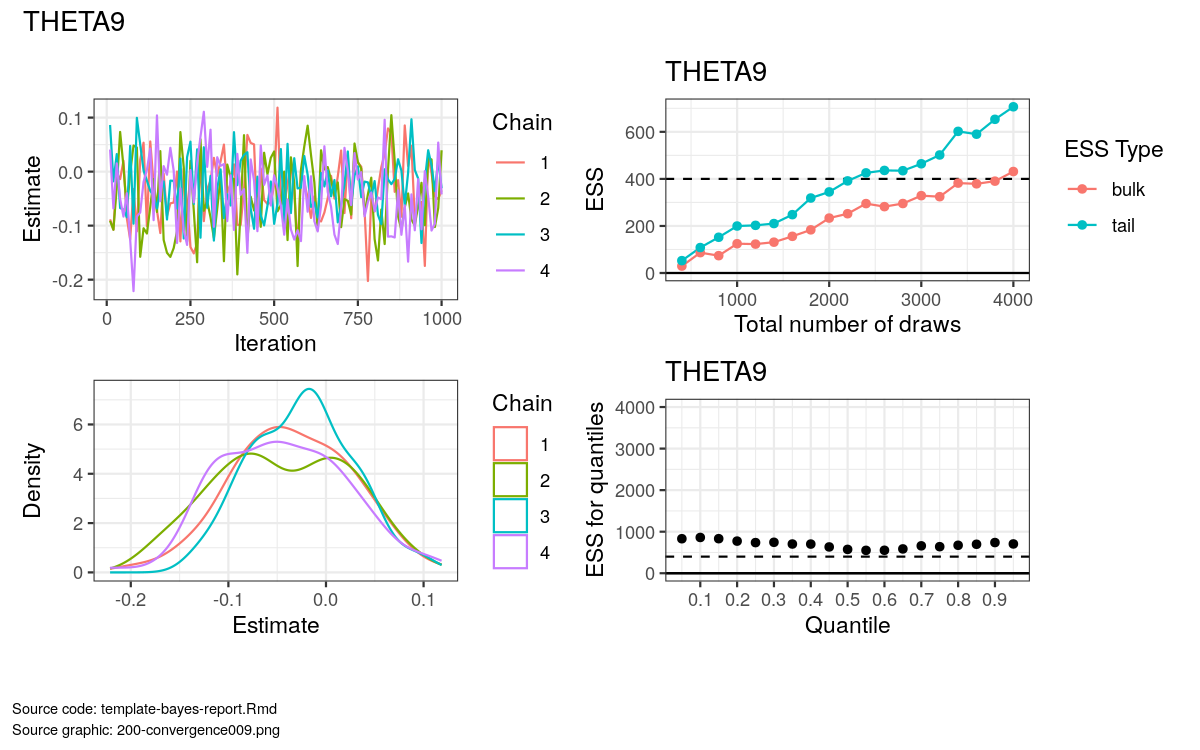 THETA9
0.1
0.0
-0.1
-0.2
Estimate
0 250 500 750 1000
Iteration
Chain
1
2
3
4
THETA9
600
400
200
0
ESS
1000 2000 3000 4000
Total number of draws
ESS Type
bulk
tail
6
4
2
0
Density
-0.2 -0.1 0.0 0.1
Estimate
Chain
1
2
3
4
THETA9
4000
3000
2000
1000
0
ESS for quantiles
0.1 0.2 0.3 0.4 0.5 0.6 0.7 0.8 0.9
Quantile
Source code: template-bayes-report.Rmd
Source graphic: 200-convergence009.png